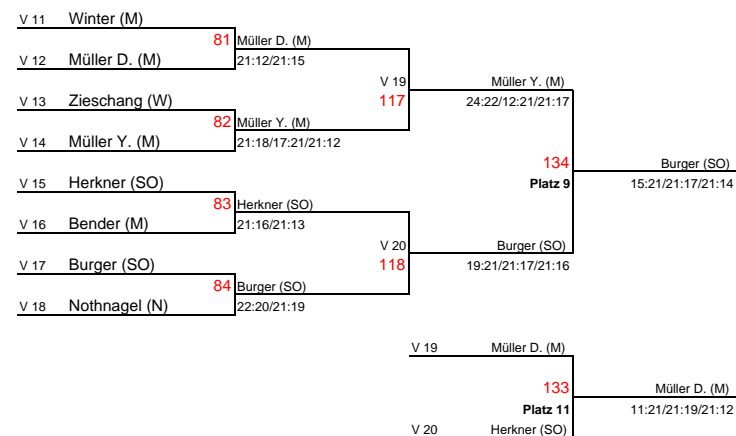 V 11 Winter (M)
81 Müller D. (M)
V 12 Müller D. (M) 21:12/21:15
V 19 Müller Y. (M)
V 13 Zieschang (W) 117 24:22/12:21/21:17
82 Müller Y. (M)
V 14 Müller Y. (M) 21:18/17:21/21:12
134 Burger (SO)
V 15 Herkner (SO) Platz 9 15:21/21:17/21:14
83 Herkner (SO)
V 16 Bender (M) 21:16/21:13
V 20 Burger (SO)
V 17 Burger (SO) 118 19:21/21:17/21:16
84 Burger (SO)
V 18 Nothnagel (N) 22:20/21:19
V 19 Müller D. (M)
133 Müller D. (M)
Platz 11 11:21/21:19/21:12
V 20 Herkner (SO)